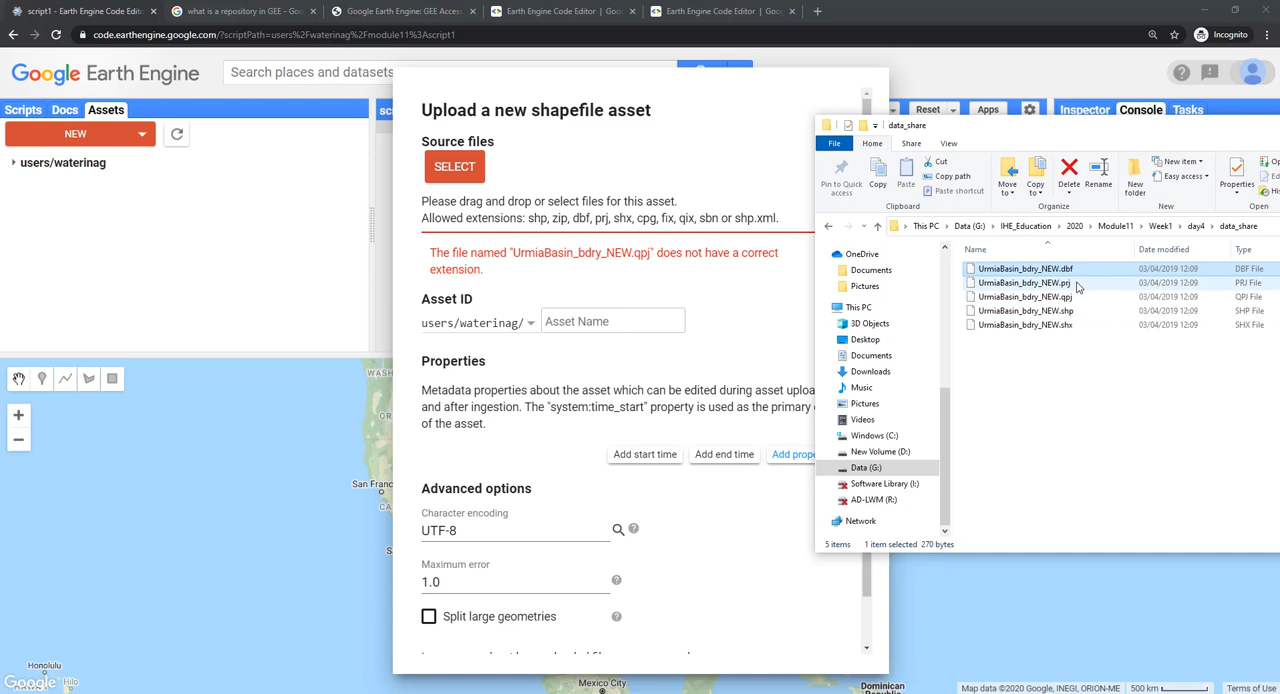 script1 - Earth Engine Code Editor
what is a repository in GEE - Goo
Google Earth Engine: GEE Access
Earth Engine Code Editor | Goo
Earth Engine Code Editor | Goo
code.earthengine.google.com/?scriptPath=users%2Fwaterinag%2Fmodule11%3Ascript1
Incognito
Google Earth Engine
Search places and datasets
Scripts
Docs
Assets
NEW
users/waterinag
Reset
Apps
Inspector
Console
Tasks
Upload a new shapefile asset
Source files
SELECT
Please drag and drop or select files for this asset.
Allowed extensions: shp, zip, dbf, prj, shx, cpg, fix, qix, sbn or shp.xml.
The file named "UrmiaBasin_bdry_NEW.qpj" does not have a correct
extension.
Asset ID
users/waterinag/
Asset Name
Properties
Metadata properties about the asset which can be edited during asset uploa
and after ingestion. The "system:time_start" property is used as the primary
of the asset.
Add start time
Add end time
Add prope
Advanced options
Character encoding
UTF-8
Maximum error
1.0
Split large geometries
data_share
File
Home
Share
View
Pin to Quick
access
Copy
Paste
Cut
Copy path
Paste shortcut
Clipboard
Move
to
Copy
to
Delete
Rename
Organize
New
folder
New item
Easy access
New
Properties
Open
This PC
Data (G:)
IHE_Education
2020
Module11
Week1
day4
data_share
OneDrive
Documents
Pictures
This PC
3D Objects
Desktop
Documents
Downloads
Music
Pictures
Videos
Windows (C:)
New Volume (D:)
Data (G:)
Software Library (I:)
AD-LWM (R:)
Network
Name
Date modified
Type
UrmiaBasin_bdry_NEW.dbf
03/04/2019 12:09
DBF File
UrmiaBasin_bdry_NEW.prj
03/04/2019 12:09
PRJ File
UrmiaBasin_bdry_NEW.qpj
03/04/2019 12:09
QPJ File
UrmiaBasin_bdry_NEW.shp
03/04/2019 12:09
SHP File
UrmiaBasin_bdry_NEW.shx
03/04/2019 12:09
SHX File
5 items
1 item selected 270 bytes
WASH
OR
San Franc
CA
Honolulu
Google
Mexico City
Dominican
Map data ©2020 Google, INEGI, ORION-ME
500 km
Terms of Use